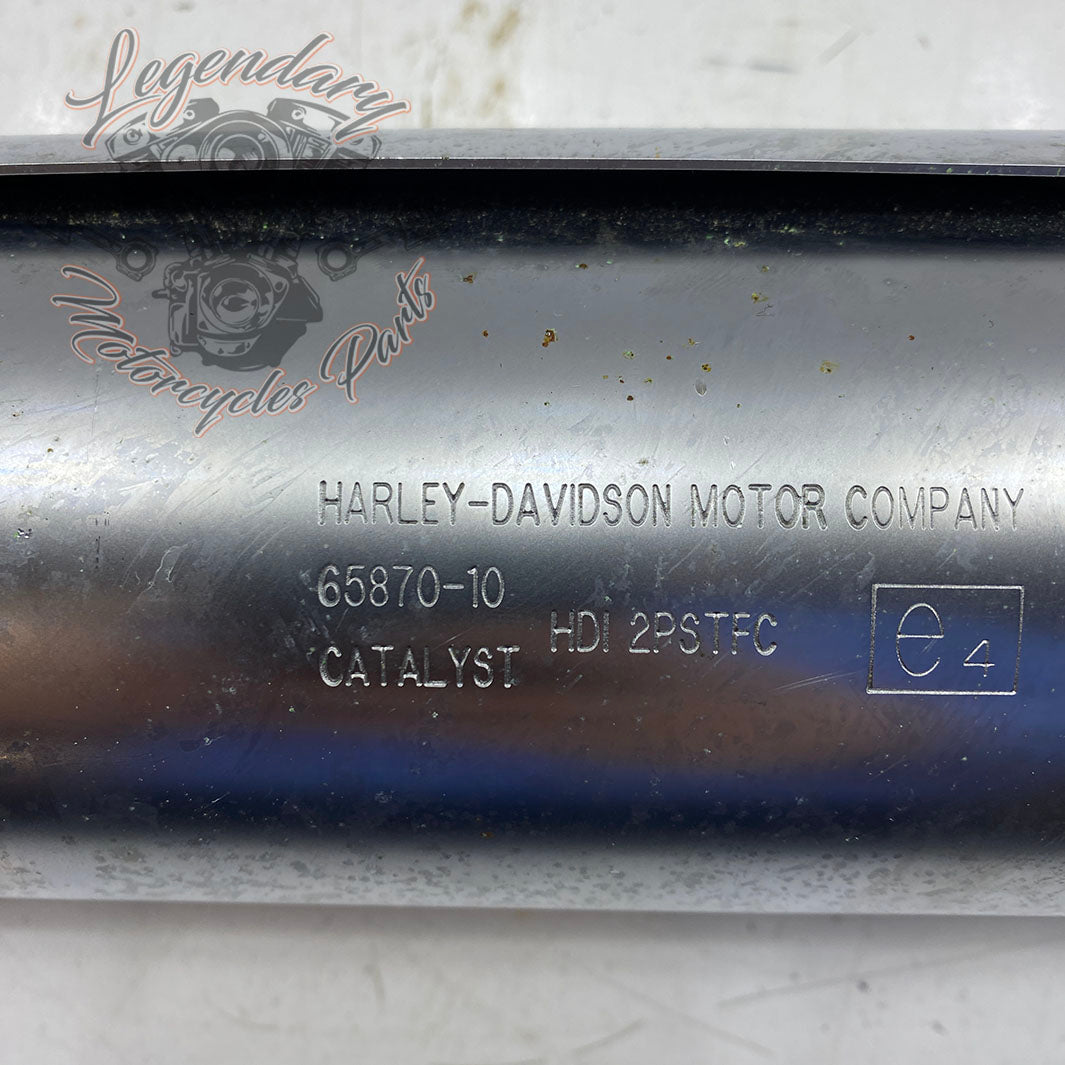 Legendary
Motorcycles Parts
HARLEY-DAVIDSON MOTOR COMPANY
65870-10
HDI 2PSTFC
CATALYST
e4